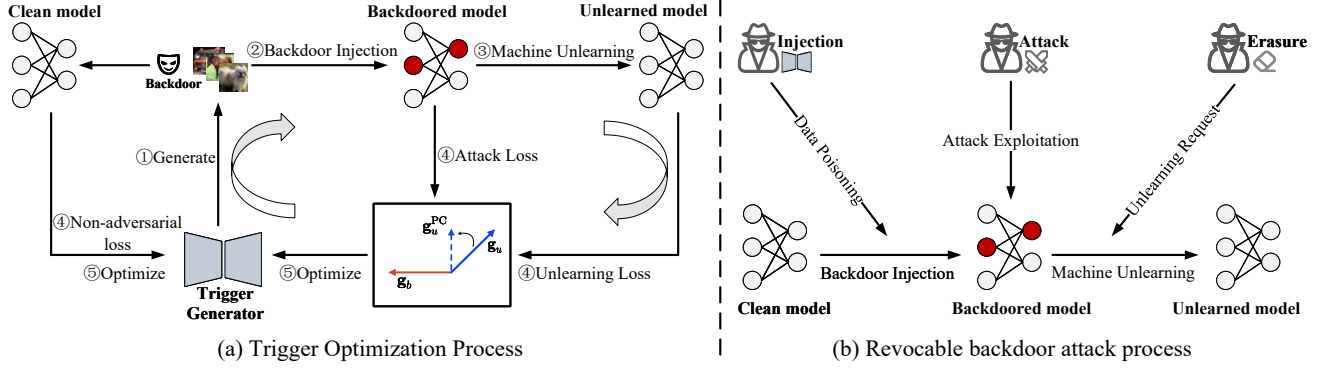 Clean model
Backdoored model
Unlearned model
Backdoor
②Backdoor Injection
③Machine Unlearning
①Generate
④Attack Loss
④Non-adversarial
loss
⑤Optimize
Trigger
Generator
⑤Optimize
g_u^PC
g_u
g_b
④Unlearning Loss
(a) Trigger Optimization Process
Injection
Attack
Erasure
Data Poisoning
Attack Exploitation
Unlearning Request
Backdoor Injection
Machine Unlearning
Clean model
Backdoored model
Unlearned model
(b) Revocable backdoor attack process